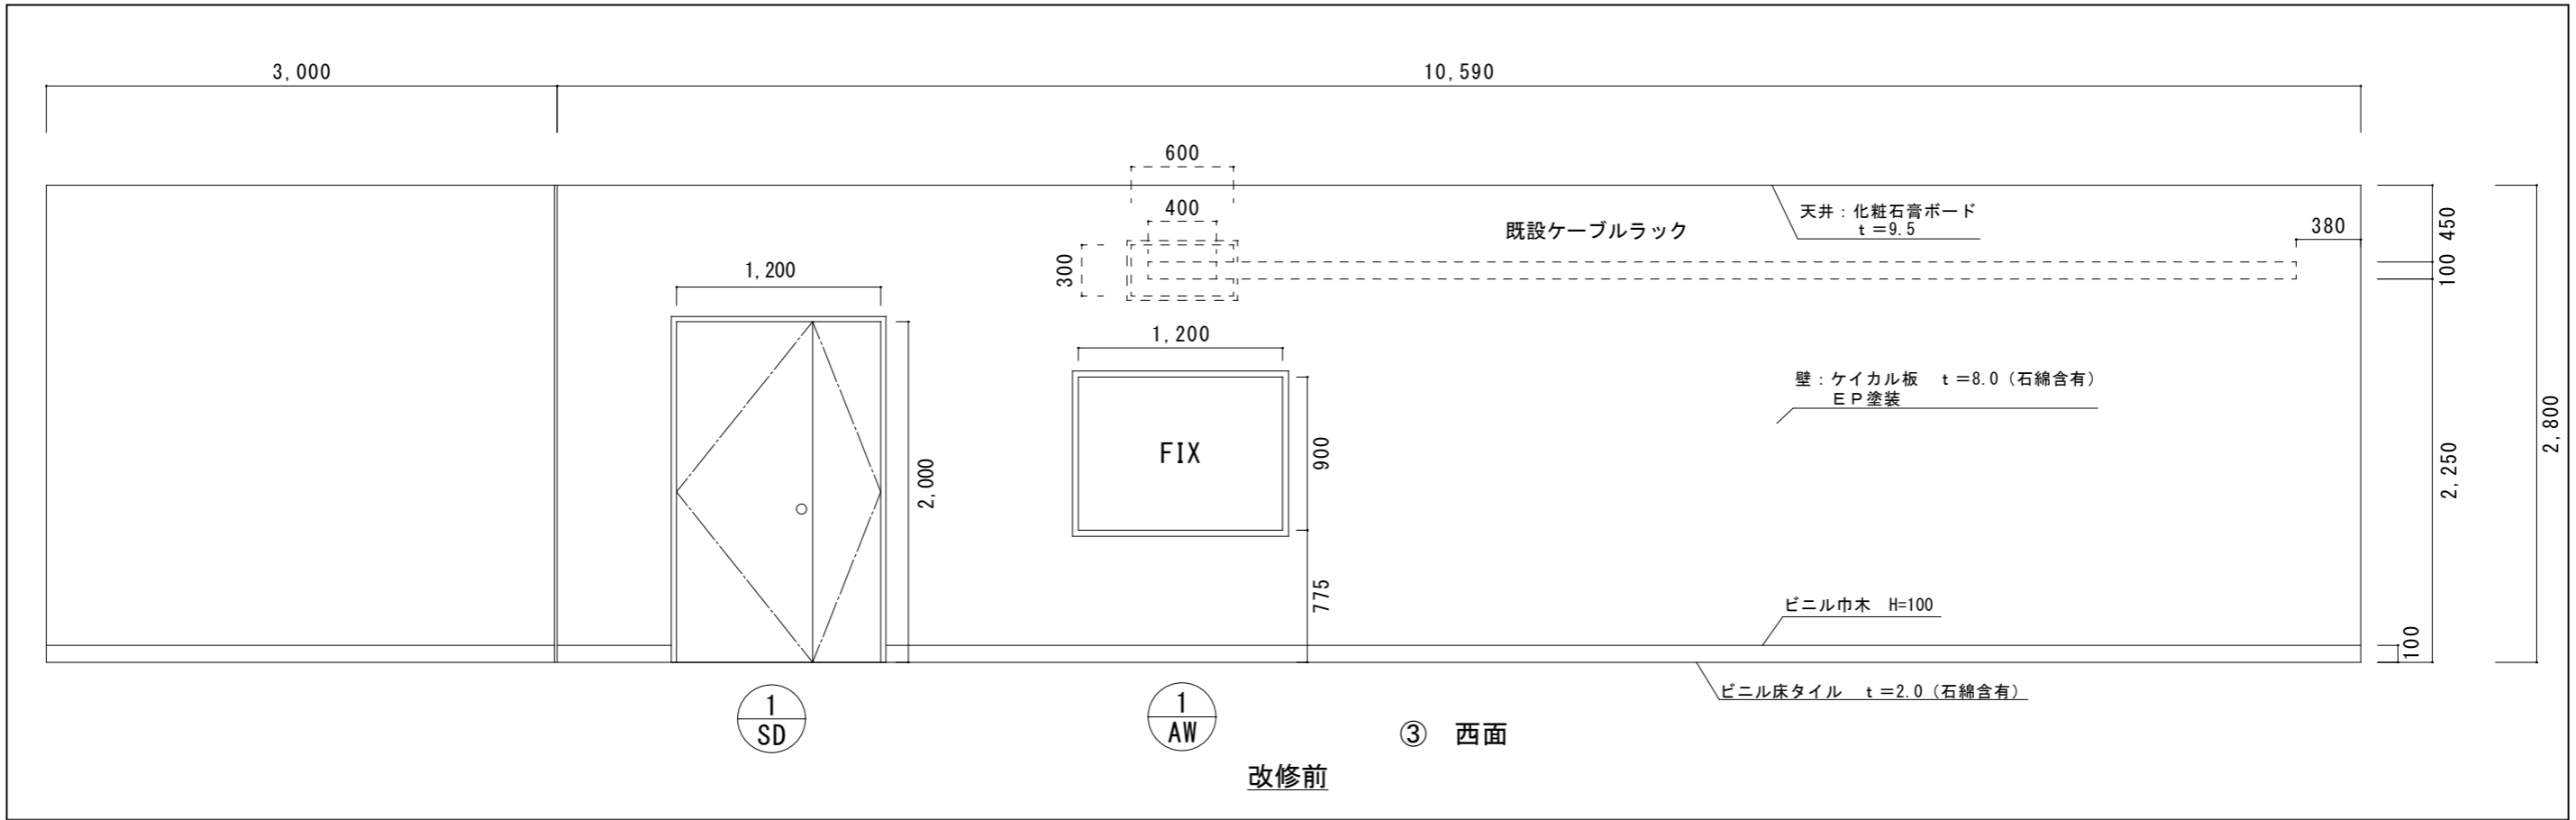 3,000
10,590
600
400
300
既設ケーブルラック
天井：化粧石膏ボード
t＝9.5
380
450
100
1,200
2,000
1,200
FIX
900
775
壁：ケイカル板　t＝8.0（石綿含有）
ＥＰ塗装
2,250
2,800
ビニル巾木　H=100
100
ビニル床タイル　t＝2.0（石綿含有）
1
SD
1
AW
③　西面
改修前